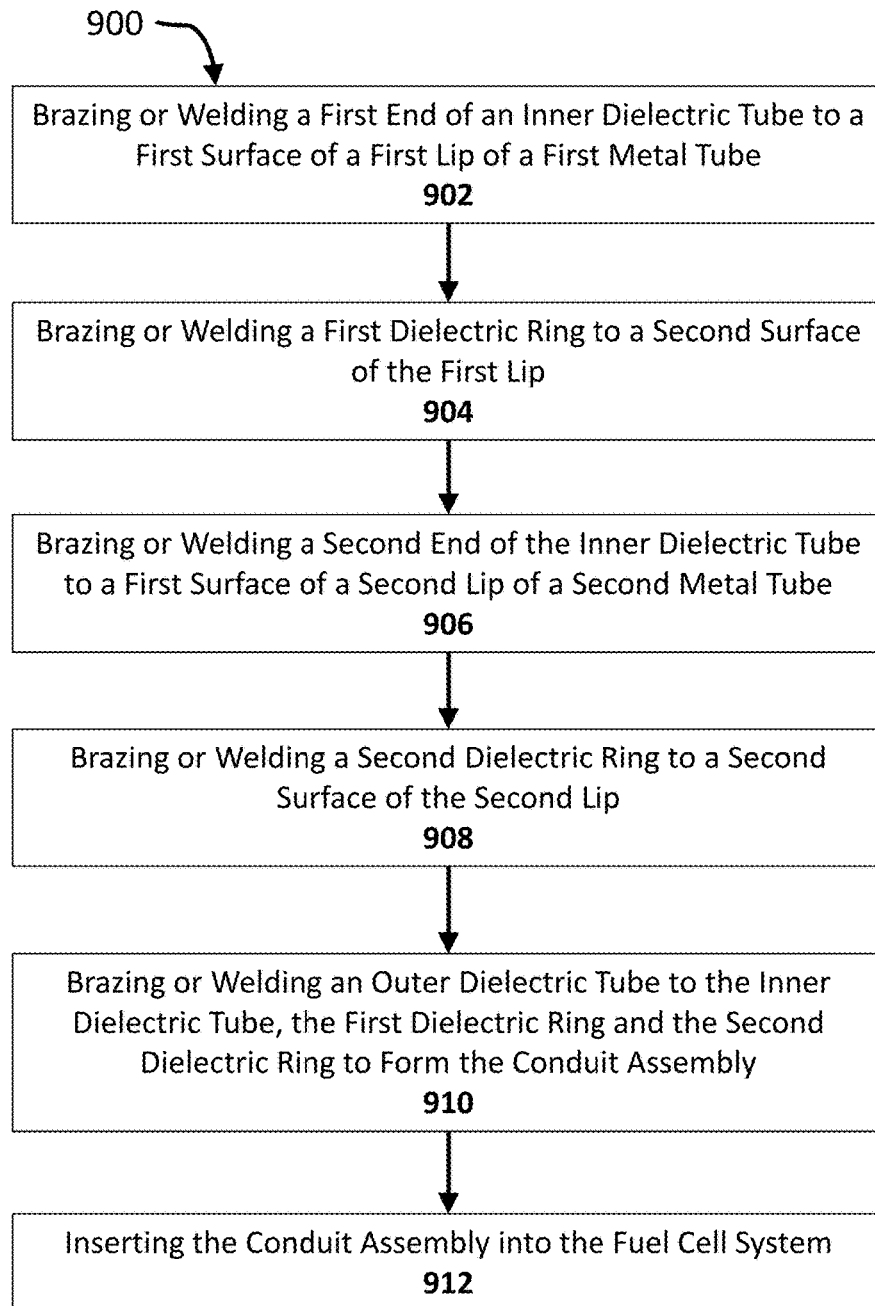 900
Brazing or Welding a First End of an Inner Dielectric Tube to a
First Surface of a First Lip of a First Metal Tube
902
Brazing or Welding a First Dielectric Ring to a Second Surface
of the First Lip
904
Brazing or Welding a Second End of the Inner Dielectric Tube
to a First Surface of a Second Lip of a Second Metal Tube
906
Brazing or Welding a Second Dielectric Ring to a Second
Surface of the Second Lip
908
Brazing or Welding an Outer Dielectric Tube to the Inner
Dielectric Tube, the First Dielectric Ring and the Second
Dielectric Ring to Form the Conduit Assembly
910
Inserting the Conduit Assembly into the Fuel Cell System
912